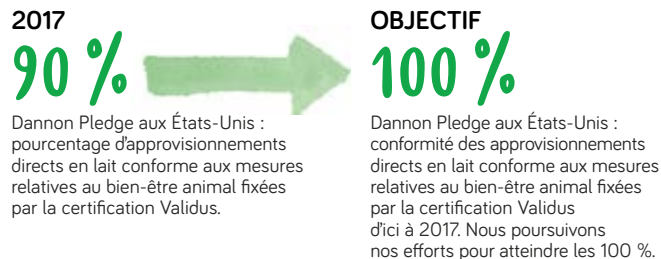 2017
90 %
Dannon Pledge aux États-Unis :
pourcentage d'approvisionnements
directs en lait conforme aux mesures
relatives au bien-être animal fixées
par la certification Validus.
OBJECTIF
100 %
Dannon Pledge aux États-Unis :
conformité des approvisionnements
directs en lait conforme aux mesures
relatives au bien-être animal fixées
par la certification Validus
d'ici à 2017. Nous poursuivons
nos efforts pour atteindre les 100 %.